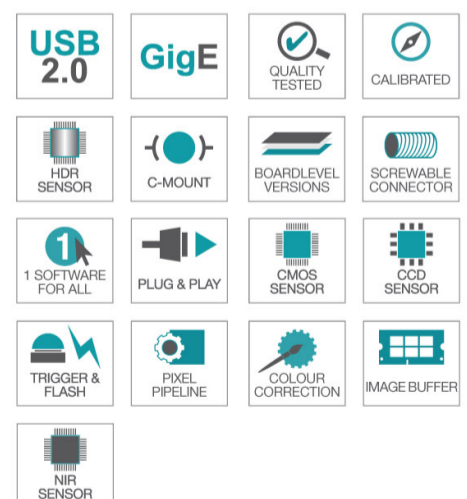 USB
2.0
GigE
QUALITY
TESTED
CALIBRATED
HDR
SENSOR
C-MOUNT
BOARDLEVEL
VERSIONS
SCREWABLE
CONNECTOR
1
1 SOFTWARE
FOR ALL
PLUG & PLAY
CMOS
SENSOR
CCD
SENSOR
TRIGGER &
FLASH
PIXEL
PIPELINE
COLOUR
CORRECTION
IMAGE BUFFER
NIR
SENSOR